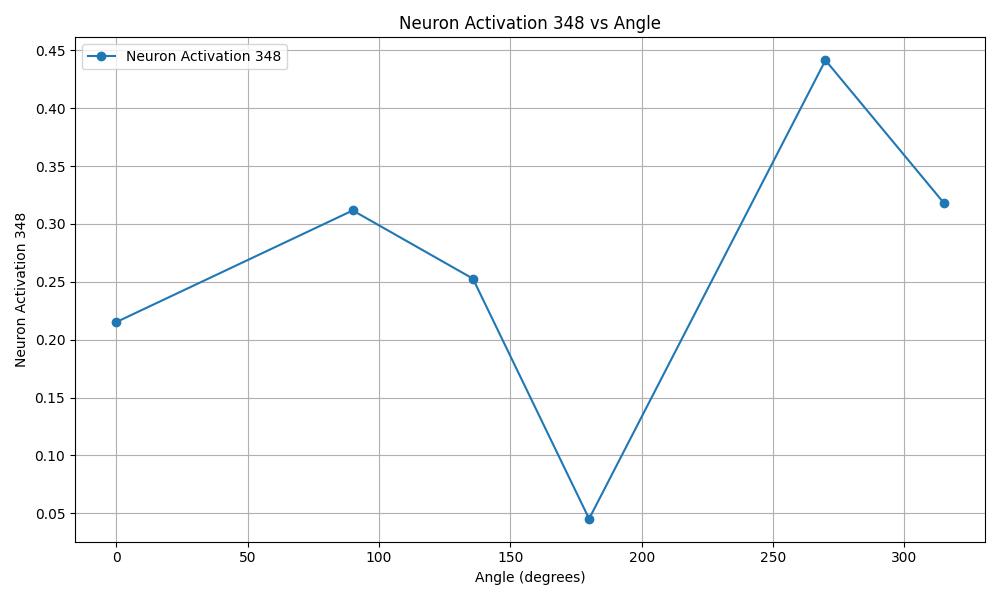 Neuron Activation 348 vs Angle
Neuron Activation 348
0.45
0.40
0.35
0.30
0.25
0.20
0.15
0.10
0.05
Neuron Activation 348
0 50 100 150 200 250 300
Angle (degrees)